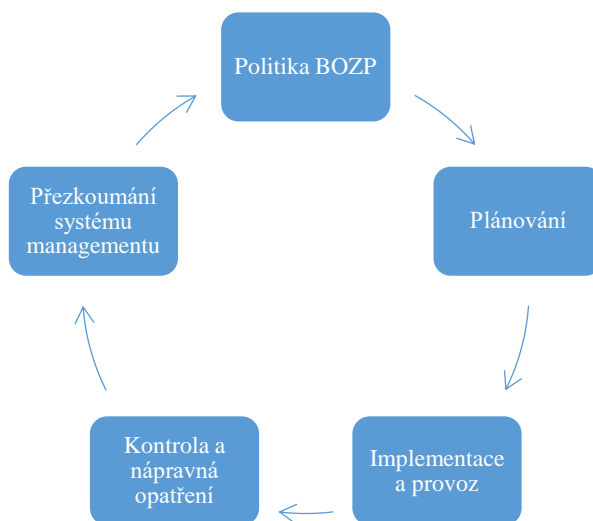 Politika BOZP
Plánování
Implementace
a provoz
Kontrola a
nápravná
opatření
Přezkoumání
systému
managementu